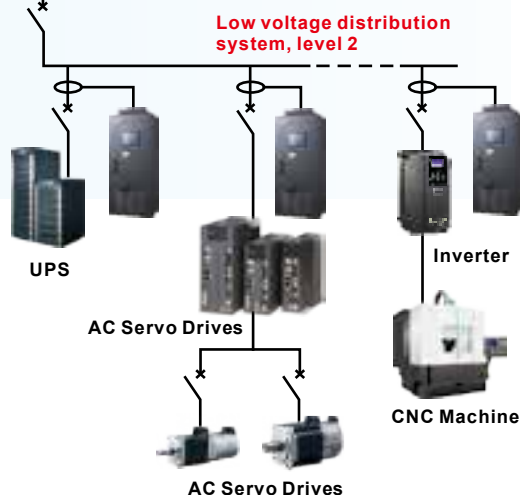 Low voltage distribution
system, level 2
UPS
Inverter
AC Servo Drives
CNC Machine
AC Servo Drives